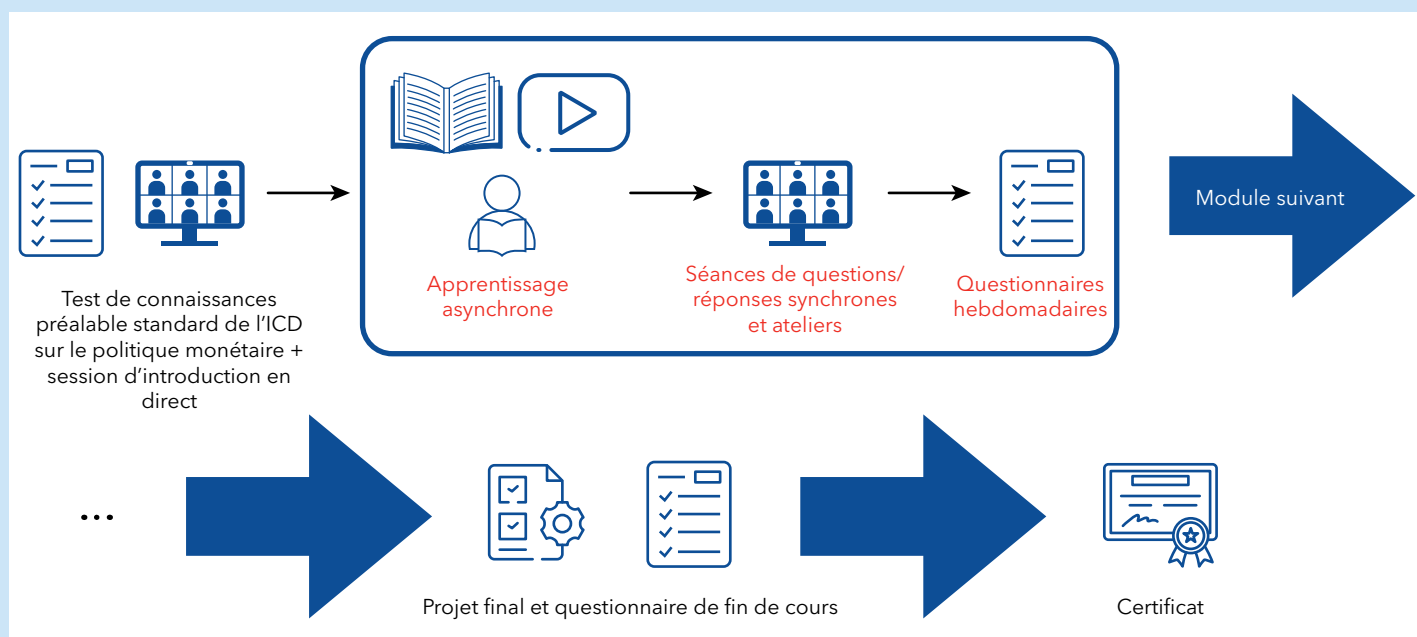 Test de connaissances
préalable standard de l’ICD
sur le politique monétaire +
session d’introduction en
direct
Apprentissage
asynchrone
Séances de questions/
réponses synchrones
et ateliers
Questionnaires
hebdomadaires
Module suivant
...
Projet final et questionnaire de fin de cours
Certificat